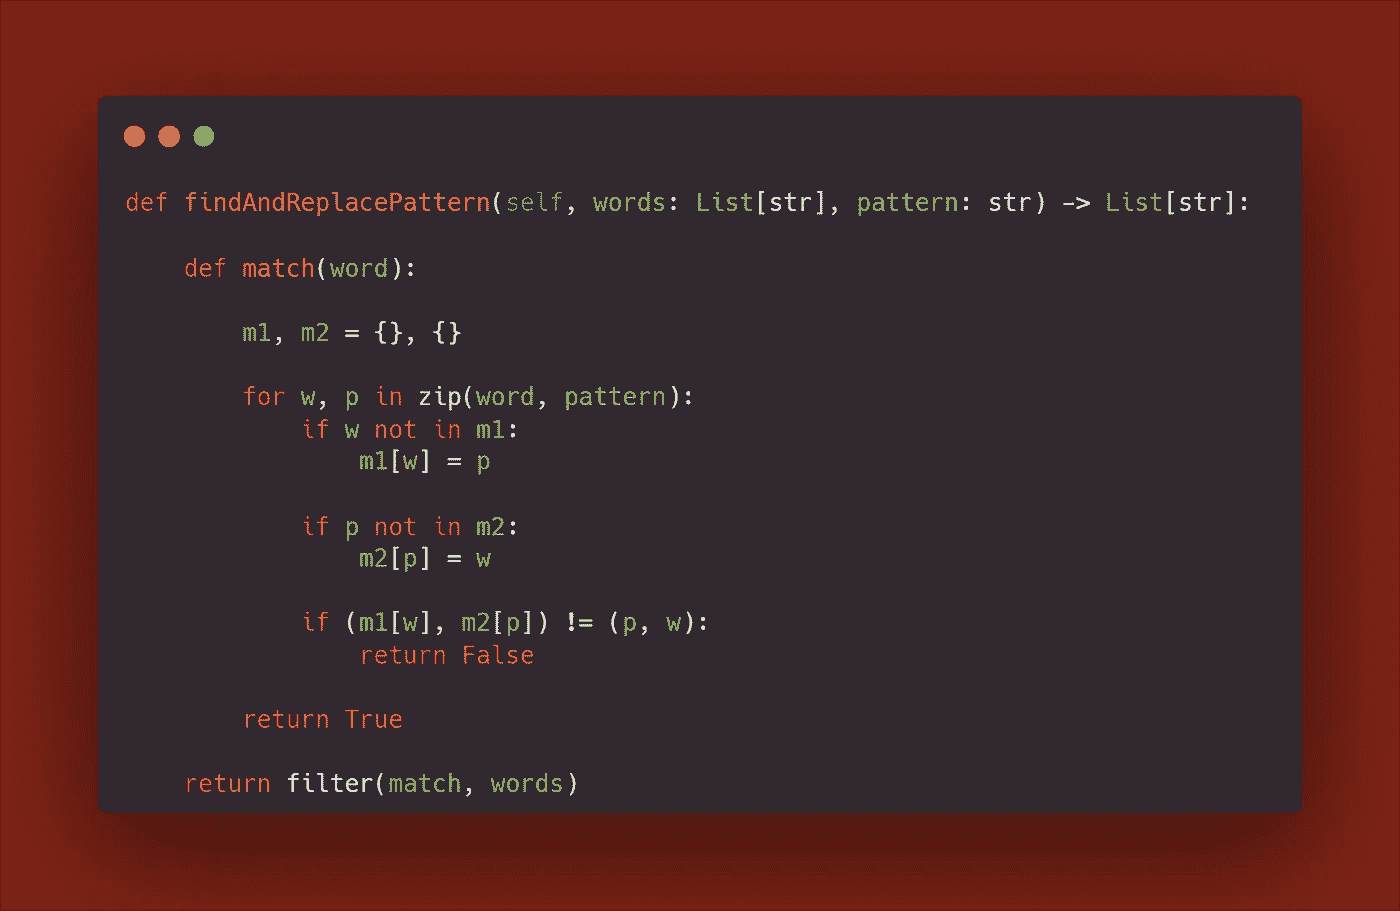 def findAndReplacePattern(self, words: List[str], pattern: str) -> List[str]:
    def match(word):
        m1, m2 = {}, {}
        for w, p in zip(word, pattern):
            if w not in m1:
                m1[w] = p
            if p not in m2:
                m2[p] = w
            if (m1[w], m2[p]) != (p, w):
                return False
        return True
    return filter(match, words)